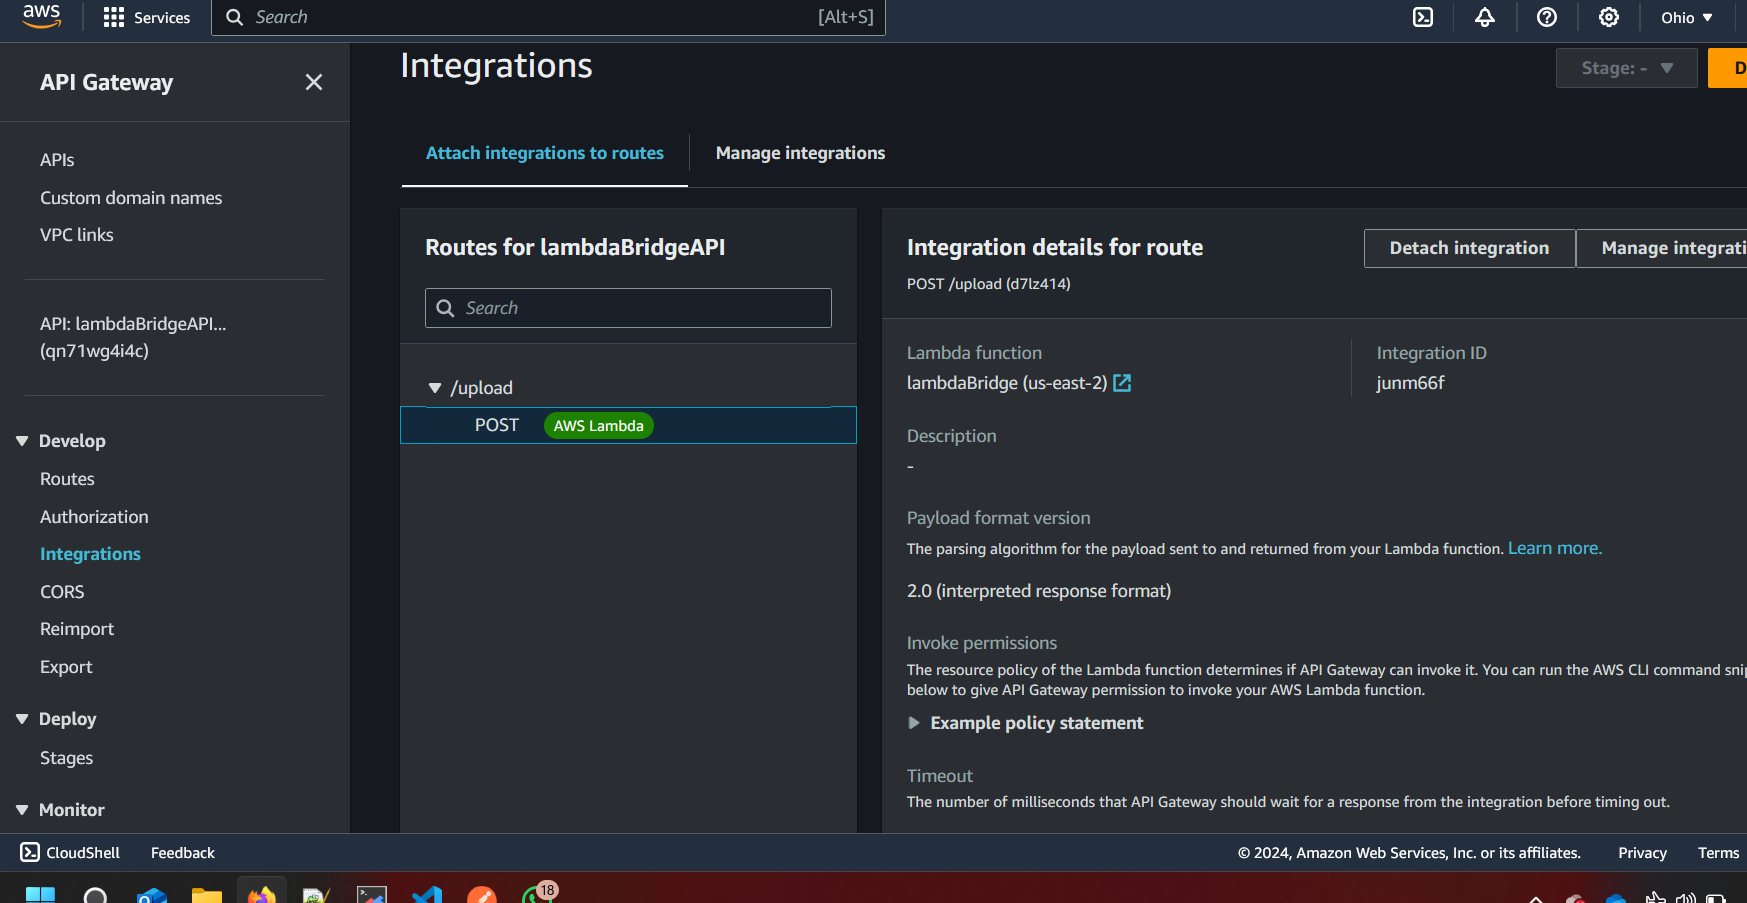 aws
Services
Search
[Alt+S]
Ohio
API Gateway
APIs
Custom domain names
VPC links
API: lambdaBridgeAPI...
(qn71wg4i4c)
Develop
Routes
Authorization
Integrations
CORS
Reimport
Export
Deploy
Stages
Monitor
Integrations
Stage: -
D
Attach integrations to routes
Manage integrations
Routes for lambdaBridgeAPI
Search
/upload
POST
AWS Lambda
Integration details for route
Detach integration
Manage integrati
POST /upload (d7lz414)
Lambda function
lambdaBridge (us-east-2)
Integration ID
junm66f
Description
-
Payload format version
The parsing algorithm for the payload sent to and returned from your Lambda function. Learn more.
2.0 (interpreted response format)
Invoke permissions
The resource policy of the Lambda function determines if API Gateway can invoke it. You can run the AWS CLI command sni
below to give API Gateway permission to invoke your AWS Lambda function.
Example policy statement
Timeout
The number of milliseconds that API Gateway should wait for a response from the integration before timing out.
CloudShell
Feedback
© 2024, Amazon Web Services, Inc. or its affiliates.
Privacy
Terms
18